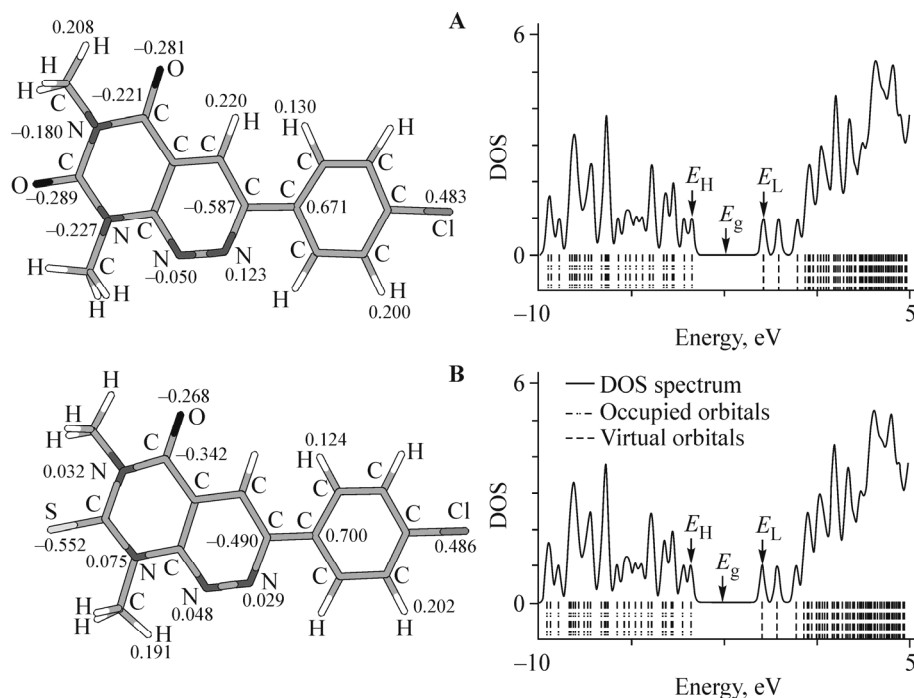 A
0.208
H
–0.281
O
H
C
–0.221
C
0.220
H
0.130
H
H
–0.180
N
C
C
C
C
C
O
–0.289
–0.587
C
C
0.671
0.483
Cl
–0.227
N
C
N
N
C
C
H
C
–0.050
0.123
H
H
H
H
0.200
DOS
6
0
–10
5
E_H
E_L
E_g
Energy, eV
B
H
–0.268
O
H
H
C
C
–0.342
0.032
N
C
C
0.124
H
H
C
C
Cl
S
C
–0.552
–0.490
C
C
0.700
0.486
0.075
N
C
N
N
0.048
0.029
C
C
0.202
H
H
C
H
H
H
0.191
DOS
6
0
–10
5
DOS spectrum
Occupied orbitals
Virtual orbitals
E_H
E_L
E_g
Energy, eV